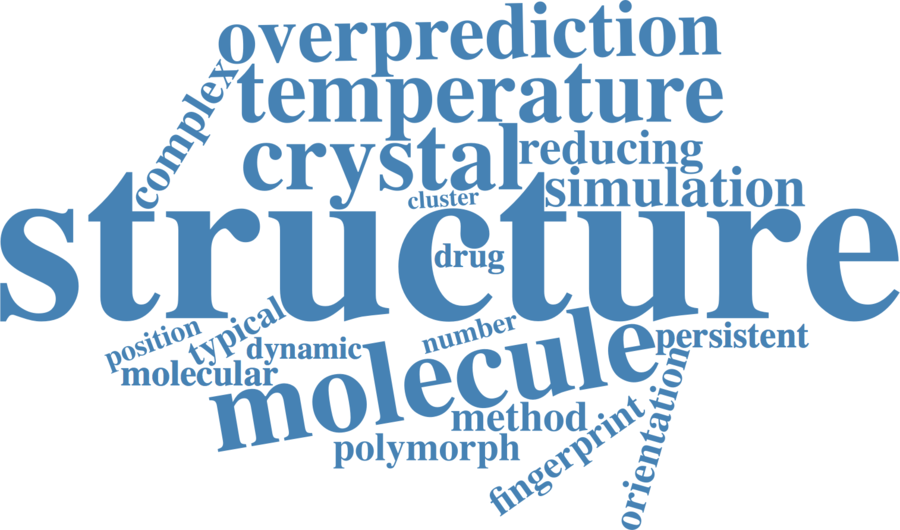 overprediction
temperature
complex
crystal
reducing
simulation
cluster
structure
drug
position
typical
dynamic
number
persistent
molecular
molecule
method
orientation
polymorph
fingerprint